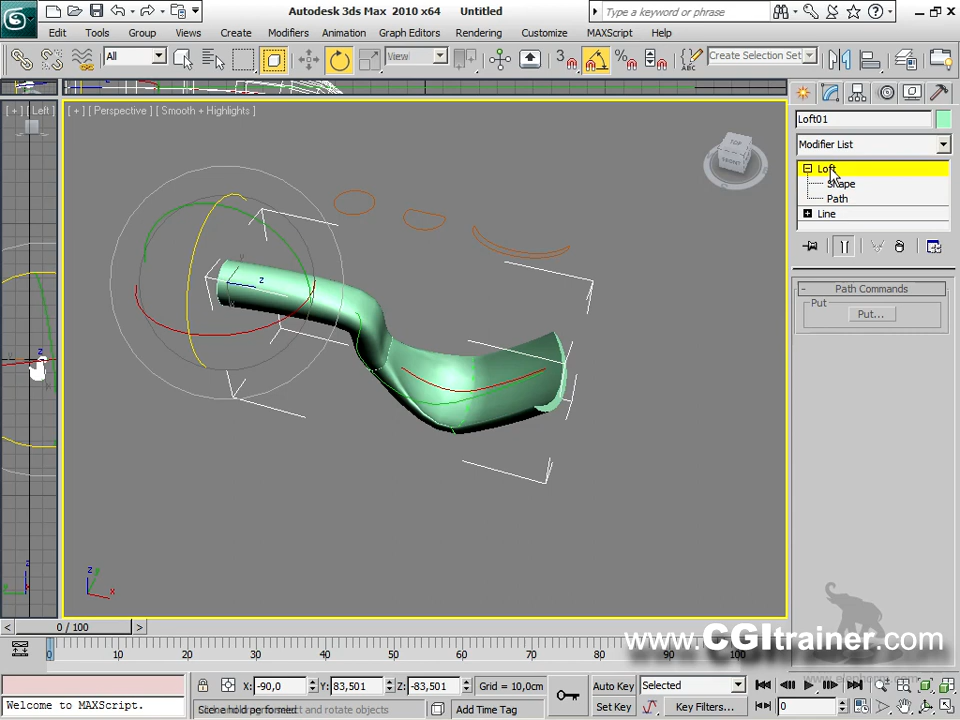 Autodesk 3ds Max 2010 x64 Untitled
Type a keyword or phrase
Edit Tools Group Views Create Modifiers Animation Graph Editors Rendering Customize MAXScript Help
All
View
3
ABC
Create Selection Set
[ + ] [ Left ]
[ + ] [ Perspective ] [ Smooth + Highlights ]
TOP
FRONT
Loft01
Modifier List
Loft
Shape
Path
Line
Path Commands
Put
Put...
y
z
z
z
y
x
0 / 100
0 10 20 30 40 50 60 70 80 90 100
www.CGItrainer.com
X: -90,0 Y: 83,501 Z: -83,501 Grid = 10,0cm
Auto Key Selected
Set Key Key Filters... 0
Welcome to MAXScript.
Add Time Tag